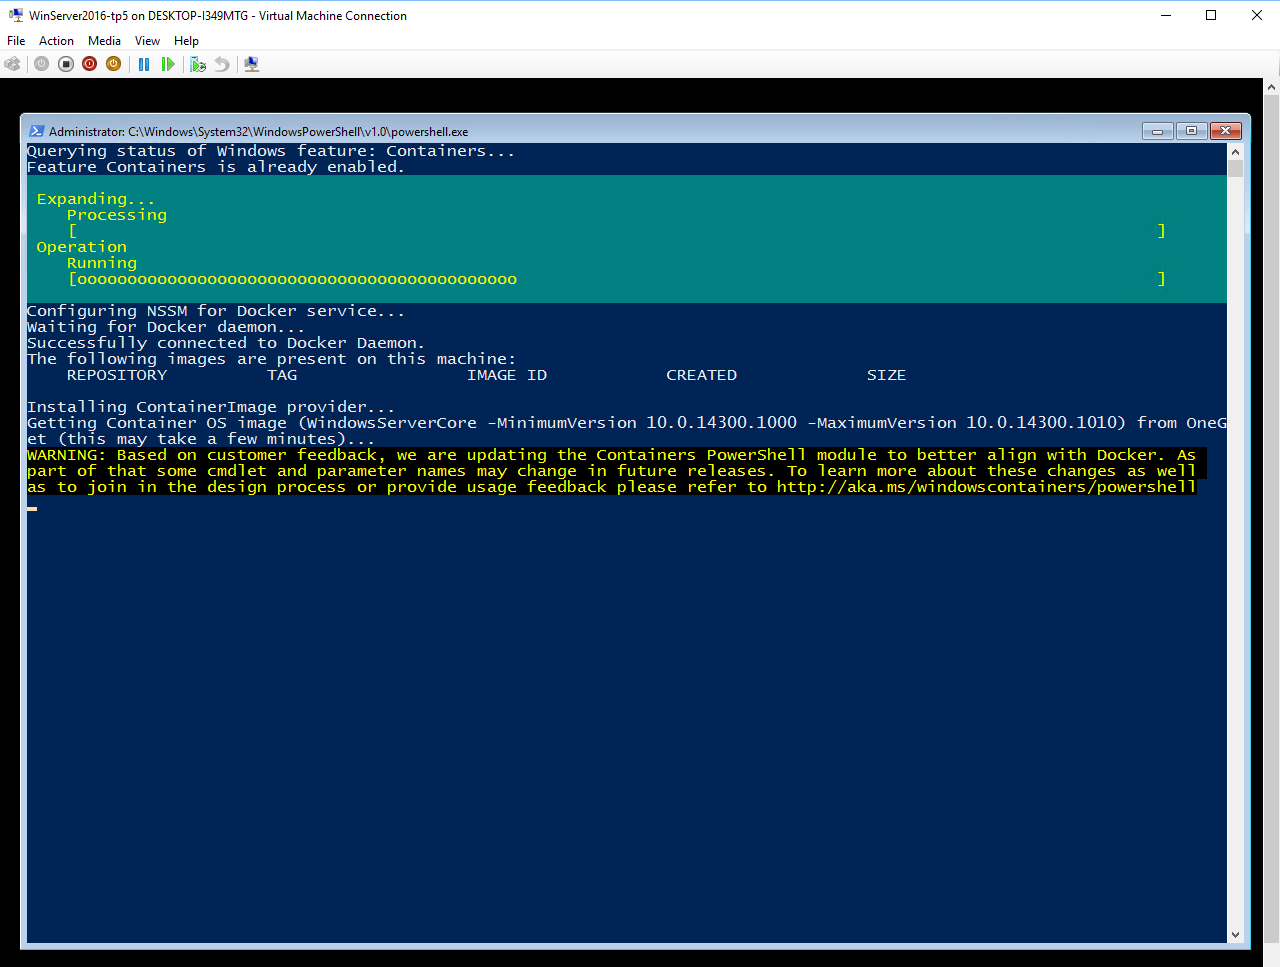 WinServer2016-tp5 on DESKTOP-I349MTG - Virtual Machine Connection
File Action Media View Help
Administrator: C:\Windows\System32\WindowsPowerShell\v1.0\powershell.exe
Querying status of Windows feature: Containers...
Feature Containers is already enabled.
Expanding...
Processing
[ ]
Operation
Running
[oooooooooooooooooooooooooooooooooooooooooooo ]
Configuring NSSM for Docker service...
Waiting for Docker daemon...
Successfully connected to Docker Daemon.
The following images are present on this machine:
REPOSITORY TAG IMAGE ID CREATED SIZE
Installing ContainerImage provider...
Getting Container OS image (WindowsServerCore -MinimumVersion 10.0.14300.1000 -MaximumVersion 10.0.14300.1010) from OneG
et (this may take a few minutes)...
WARNING: Based on customer feedback, we are updating the Containers PowerShell module to better align with Docker. As
part of that some cmdlet and parameter names may change in future releases. To learn more about these changes as well
as to join in the design process or provide usage feedback please refer to http://aka.ms/windowscontainers/powershell